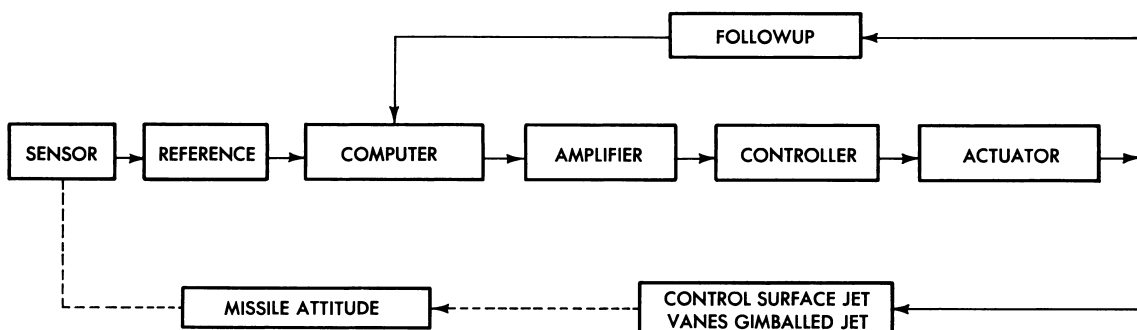 FOLLOWUP
SENSOR
REFERENCE
COMPUTER
AMPLIFIER
CONTROLLER
ACTUATOR
MISSILE ATTITUDE
CONTROL SURFACE JET
VANES GIMBALLED JET